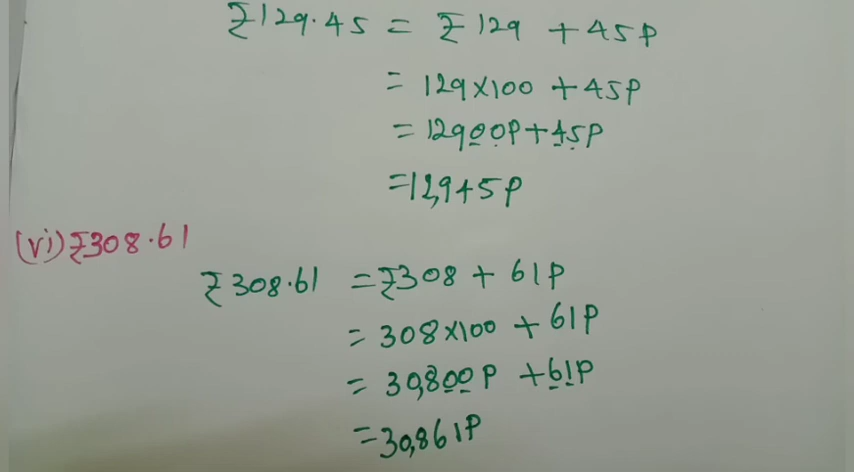 ₹129.45 = ₹129 + 45P
= 129×100 + 45P
= 12900P + 45P
= 12,945P
(vi) ₹308.61
₹308.61 = ₹308 + 61P
= 308×100 + 61P
= 30,800P + 61P
= 30,861P